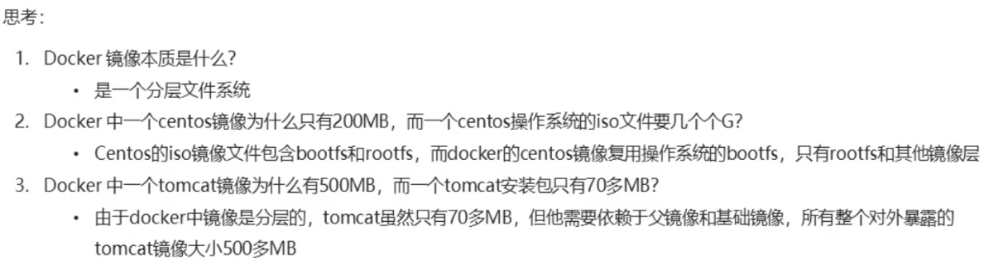 思考：
1. Docker 镜像本质是什么？
• 是一个分层文件系统
2. Docker 中一个centos镜像为什么只有200MB，而一个centos操作系统的iso文件要几个个G？
• Centos的iso镜像文件包含bootfs和rootfs，而docker的centos镜像复用操作系统的bootfs，只有rootfs和其他镜像层
3. Docker 中一个tomcat镜像为什么有500MB，而一个tomcat安装包只有70多MB？
• 由于docker中镜像是分层的，tomcat虽然只有70多MB，但他需要依赖于父镜像和基础镜像，所有整个对外暴露的
tomcat镜像大小500多MB